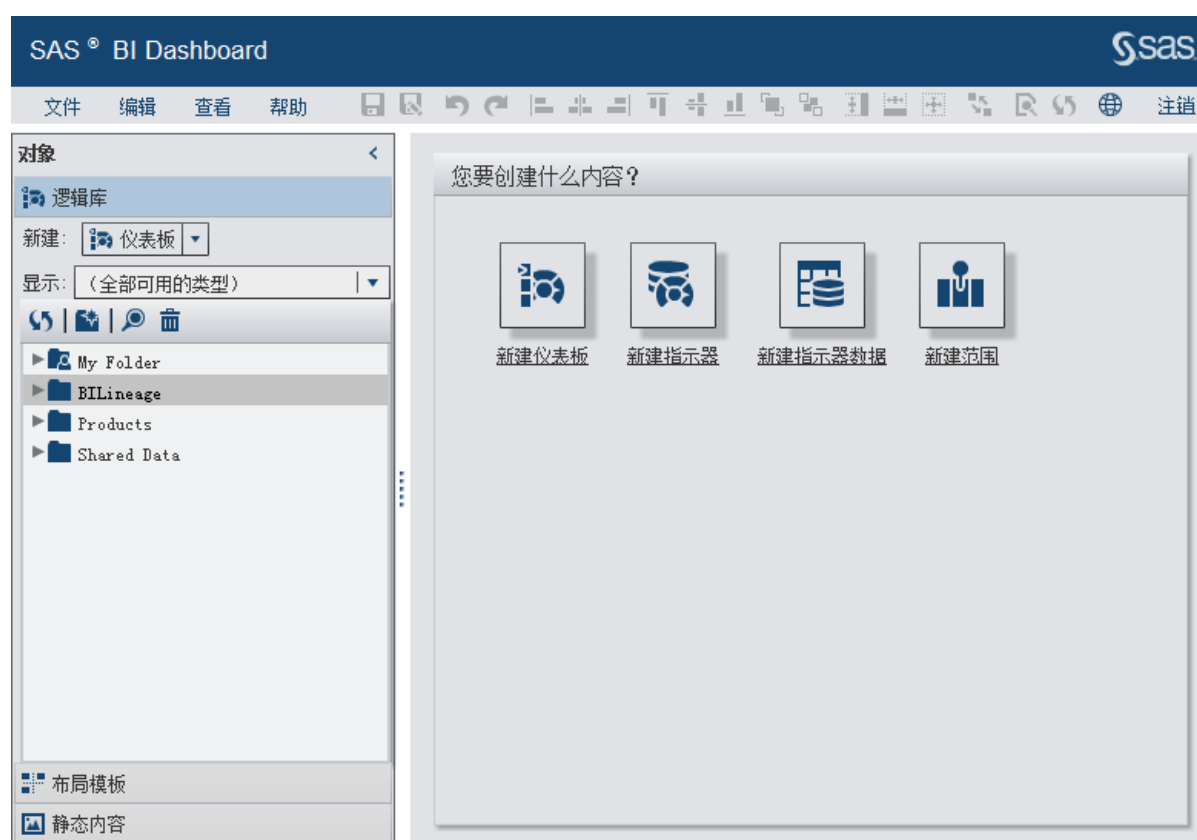 SAS ® BI Dashboard
sas
文件 编辑 查看 帮助 注销
对象
逻辑库
新建: 仪表板
显示: (全部可用的类型)
My Folder
BILineage
Products
Shared Data
布局模板
静态内容
您要创建什么内容?
新建仪表板 新建指示器 新建指示器数据 新建范围